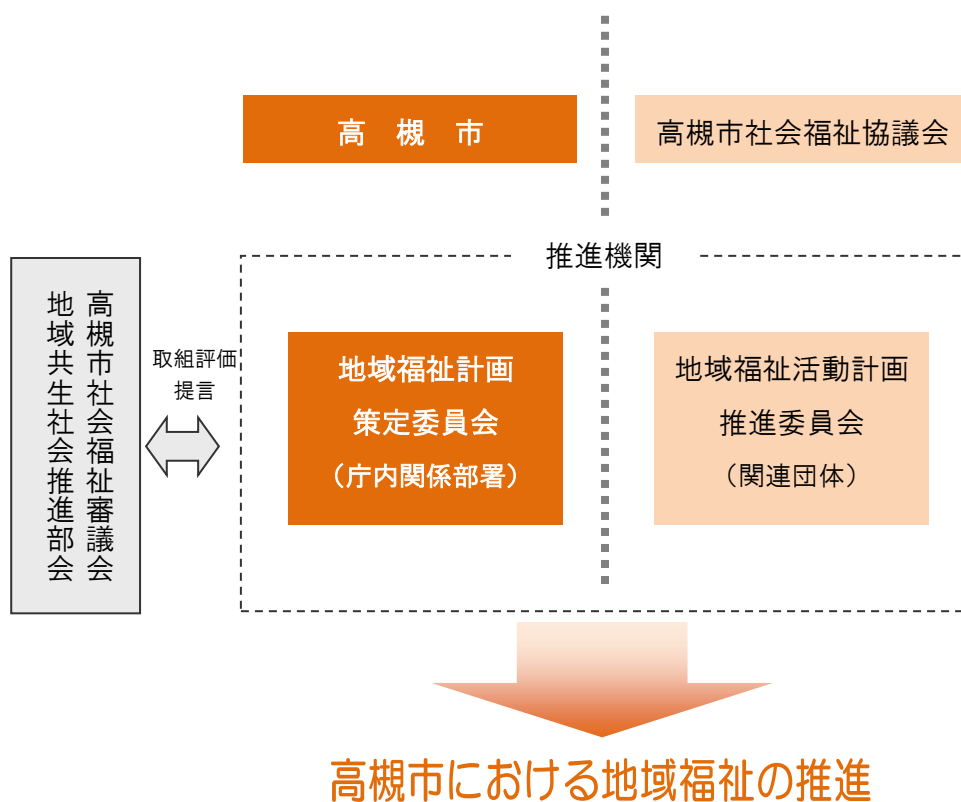 高 槻 市
高槻市社会福祉協議会
推進機関
高槻市社会福祉審議会
地域共生社会推進部会
取組評価
提言
地域福祉計画
策定委員会
（庁内関係部署）
地域福祉活動計画
推進委員会
（関連団体）
高槻市における地域福祉の推進